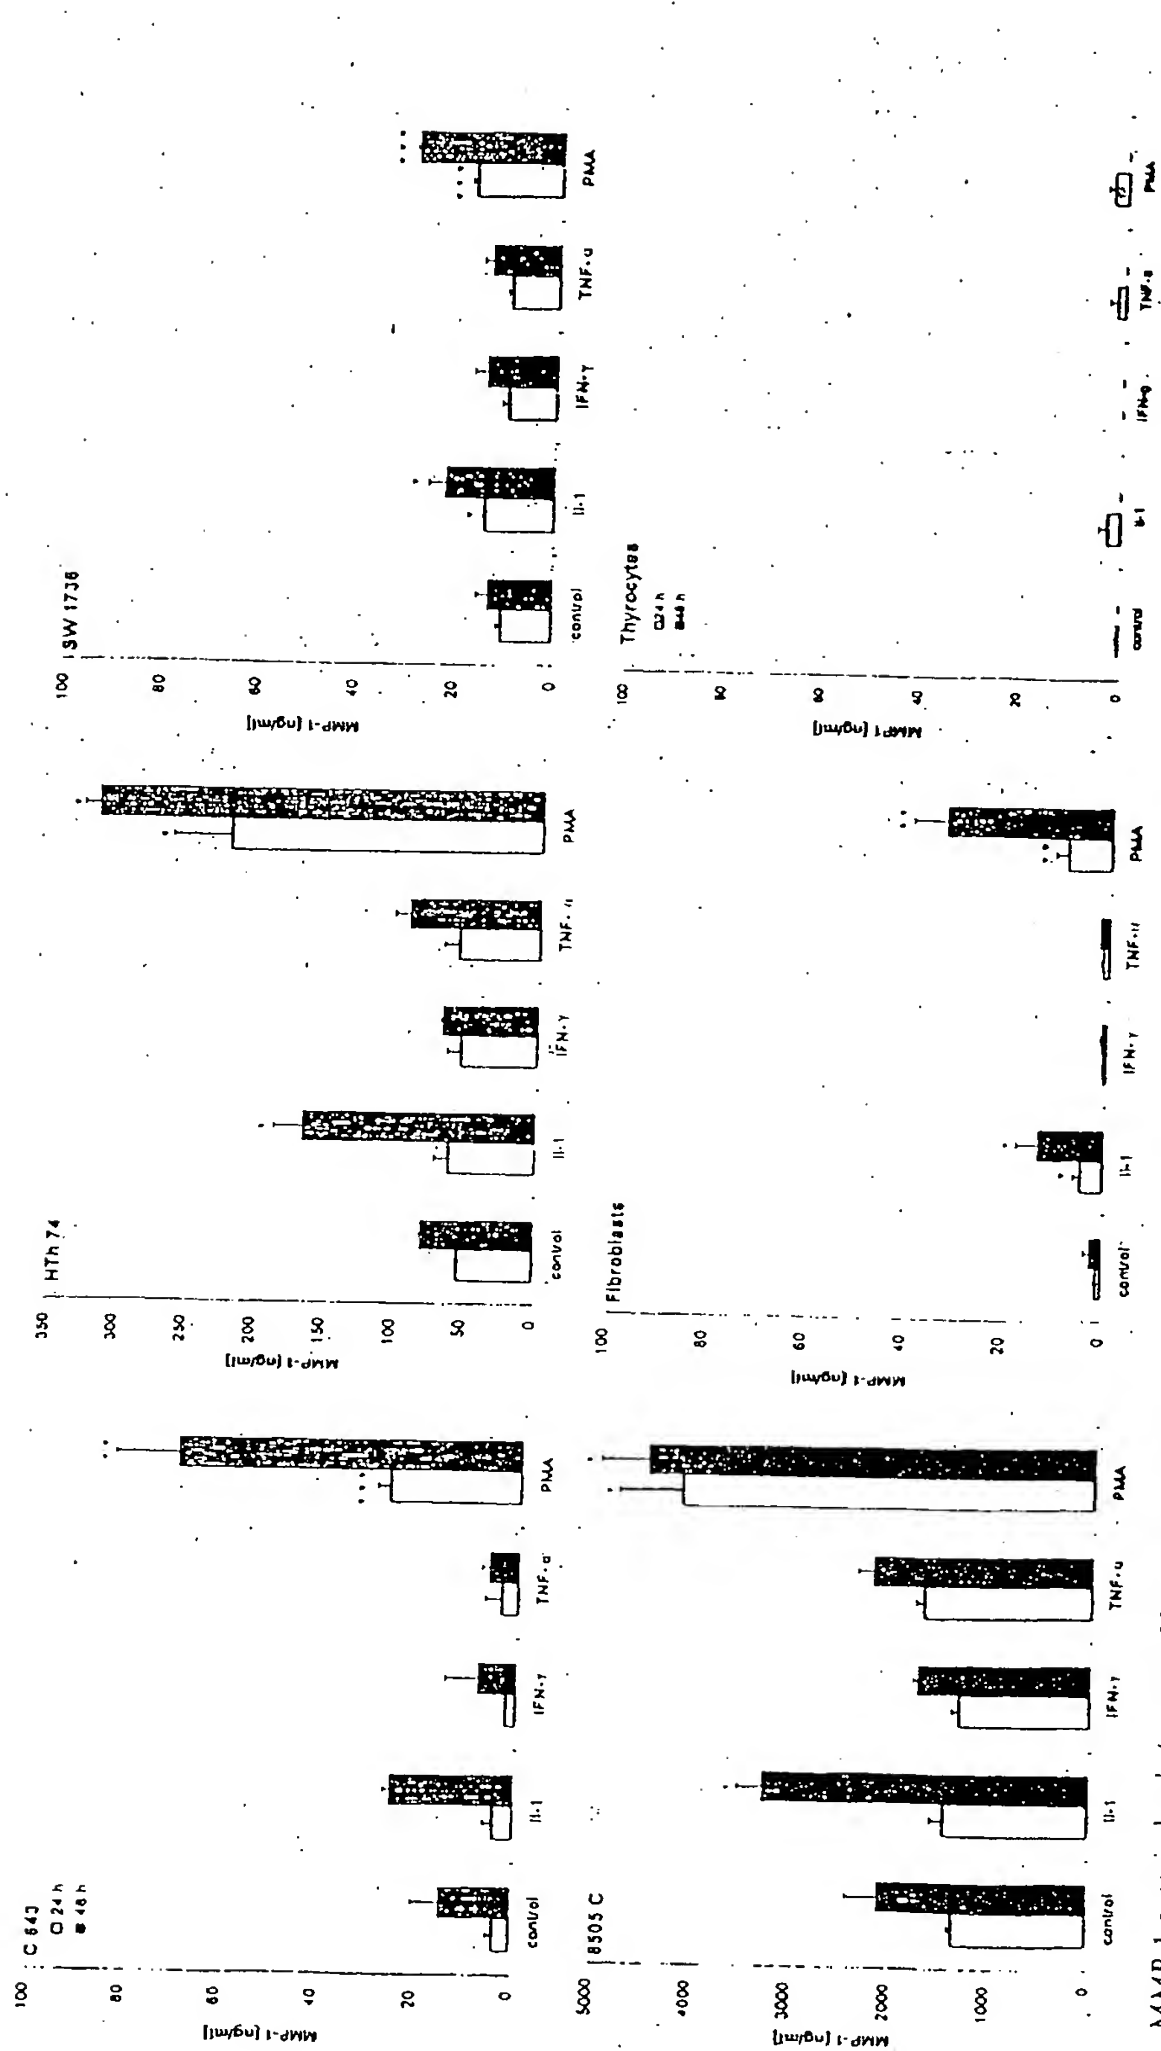 C 643
24 h
48 h
MMP-1 [ng/ml]
100
80
60
40
20
0
control
Il-1
IFN-γ
TNF-α
PMA
HTh 74
MMP-1 [ng/ml]
350
300
250
200
150
100
50
0
control
Il-1
IFN-γ
TNF-α
PMA
SW 1736
MMP-1 [ng/ml]
100
80
60
40
20
0
control
Il-1
IFN-γ
TNF-α
PMA
8505 C
MMP-1 [ng/ml]
5000
4000
3000
2000
1000
0
control
Il-1
IFN-γ
TNF-α
PMA
Fibroblasts
MMP-1 [ng/ml]
100
80
60
40
20
0
control
Il-1
IFN-γ
TNF-α
PMA
Thyrocytes
24 h
48 h
MMP1 [ng/ml]
100
80
60
40
20
0
control
Il-1
IFN-g
TNF-a
PMA
MMP-1